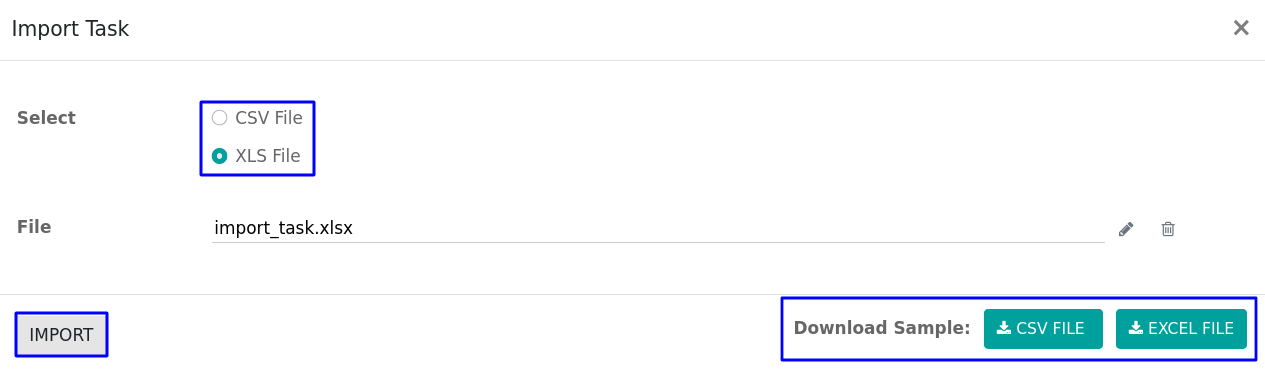 Import Task
Select
CSV File
XLS File
File
import_task.xlsx
IMPORT
Download Sample: CSV FILE EXCEL FILE